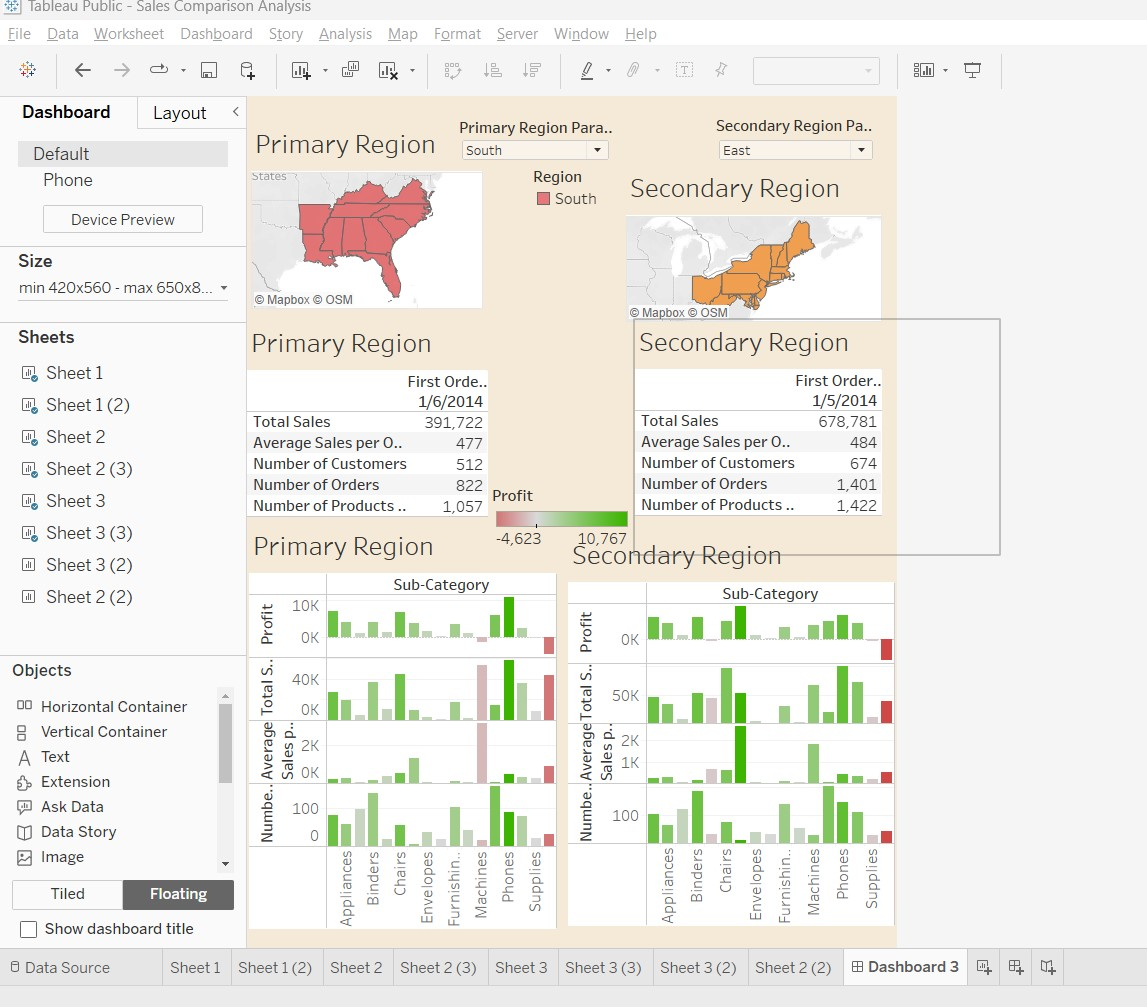 Tableau Public - Sales Comparison Analysis
File Data Worksheet Dashboard Story Analysis Map Format Server Window Help
Dashboard Layout
Default
Phone
Device Preview
Size
min 420x560 - max 650x8...
Sheets
Sheet 1
Sheet 1 (2)
Sheet 2
Sheet 2 (3)
Sheet 3
Sheet 3 (3)
Sheet 3 (2)
Sheet 2 (2)
Objects
Horizontal Container
Vertical Container
Text
Extension
Ask Data
Data Story
Image
Tiled Floating
Show dashboard title
Primary Region
Primary Region Para..
South
Region
South
States
© Mapbox © OSM
Secondary Region Pa..
East
Secondary Region
© Mapbox © OSM
Primary Region
First Orde..
1/6/2014
Total Sales 391,722
Average Sales per O.. 477
Number of Customers 512
Number of Orders 822
Number of Products .. 1,057
Profit
-4,623 10,767
Secondary Region
First Order..
1/5/2014
Total Sales 678,781
Average Sales per O.. 484
Number of Customers 674
Number of Orders 1,401
Number of Products .. 1,422
Primary Region
Sub-Category
Profit
10K
0K
Total S..
40K
0K
Average
Sales p..
2K
0K
Numbe..
100
0
Appliances
Binders
Chairs
Envelopes
Furnishin..
Machines
Phones
Supplies
Secondary Region
Sub-Category
Profit
0K
Total S..
50K
Average
Sales p..
2K
1K
Numbe..
100
Appliances
Binders
Chairs
Envelopes
Furnishin..
Machines
Phones
Supplies
Data Source Sheet 1 Sheet 1 (2) Sheet 2 Sheet 2 (3) Sheet 3 Sheet 3 (3) Sheet 3 (2) Sheet 2 (2) Dashboard 3